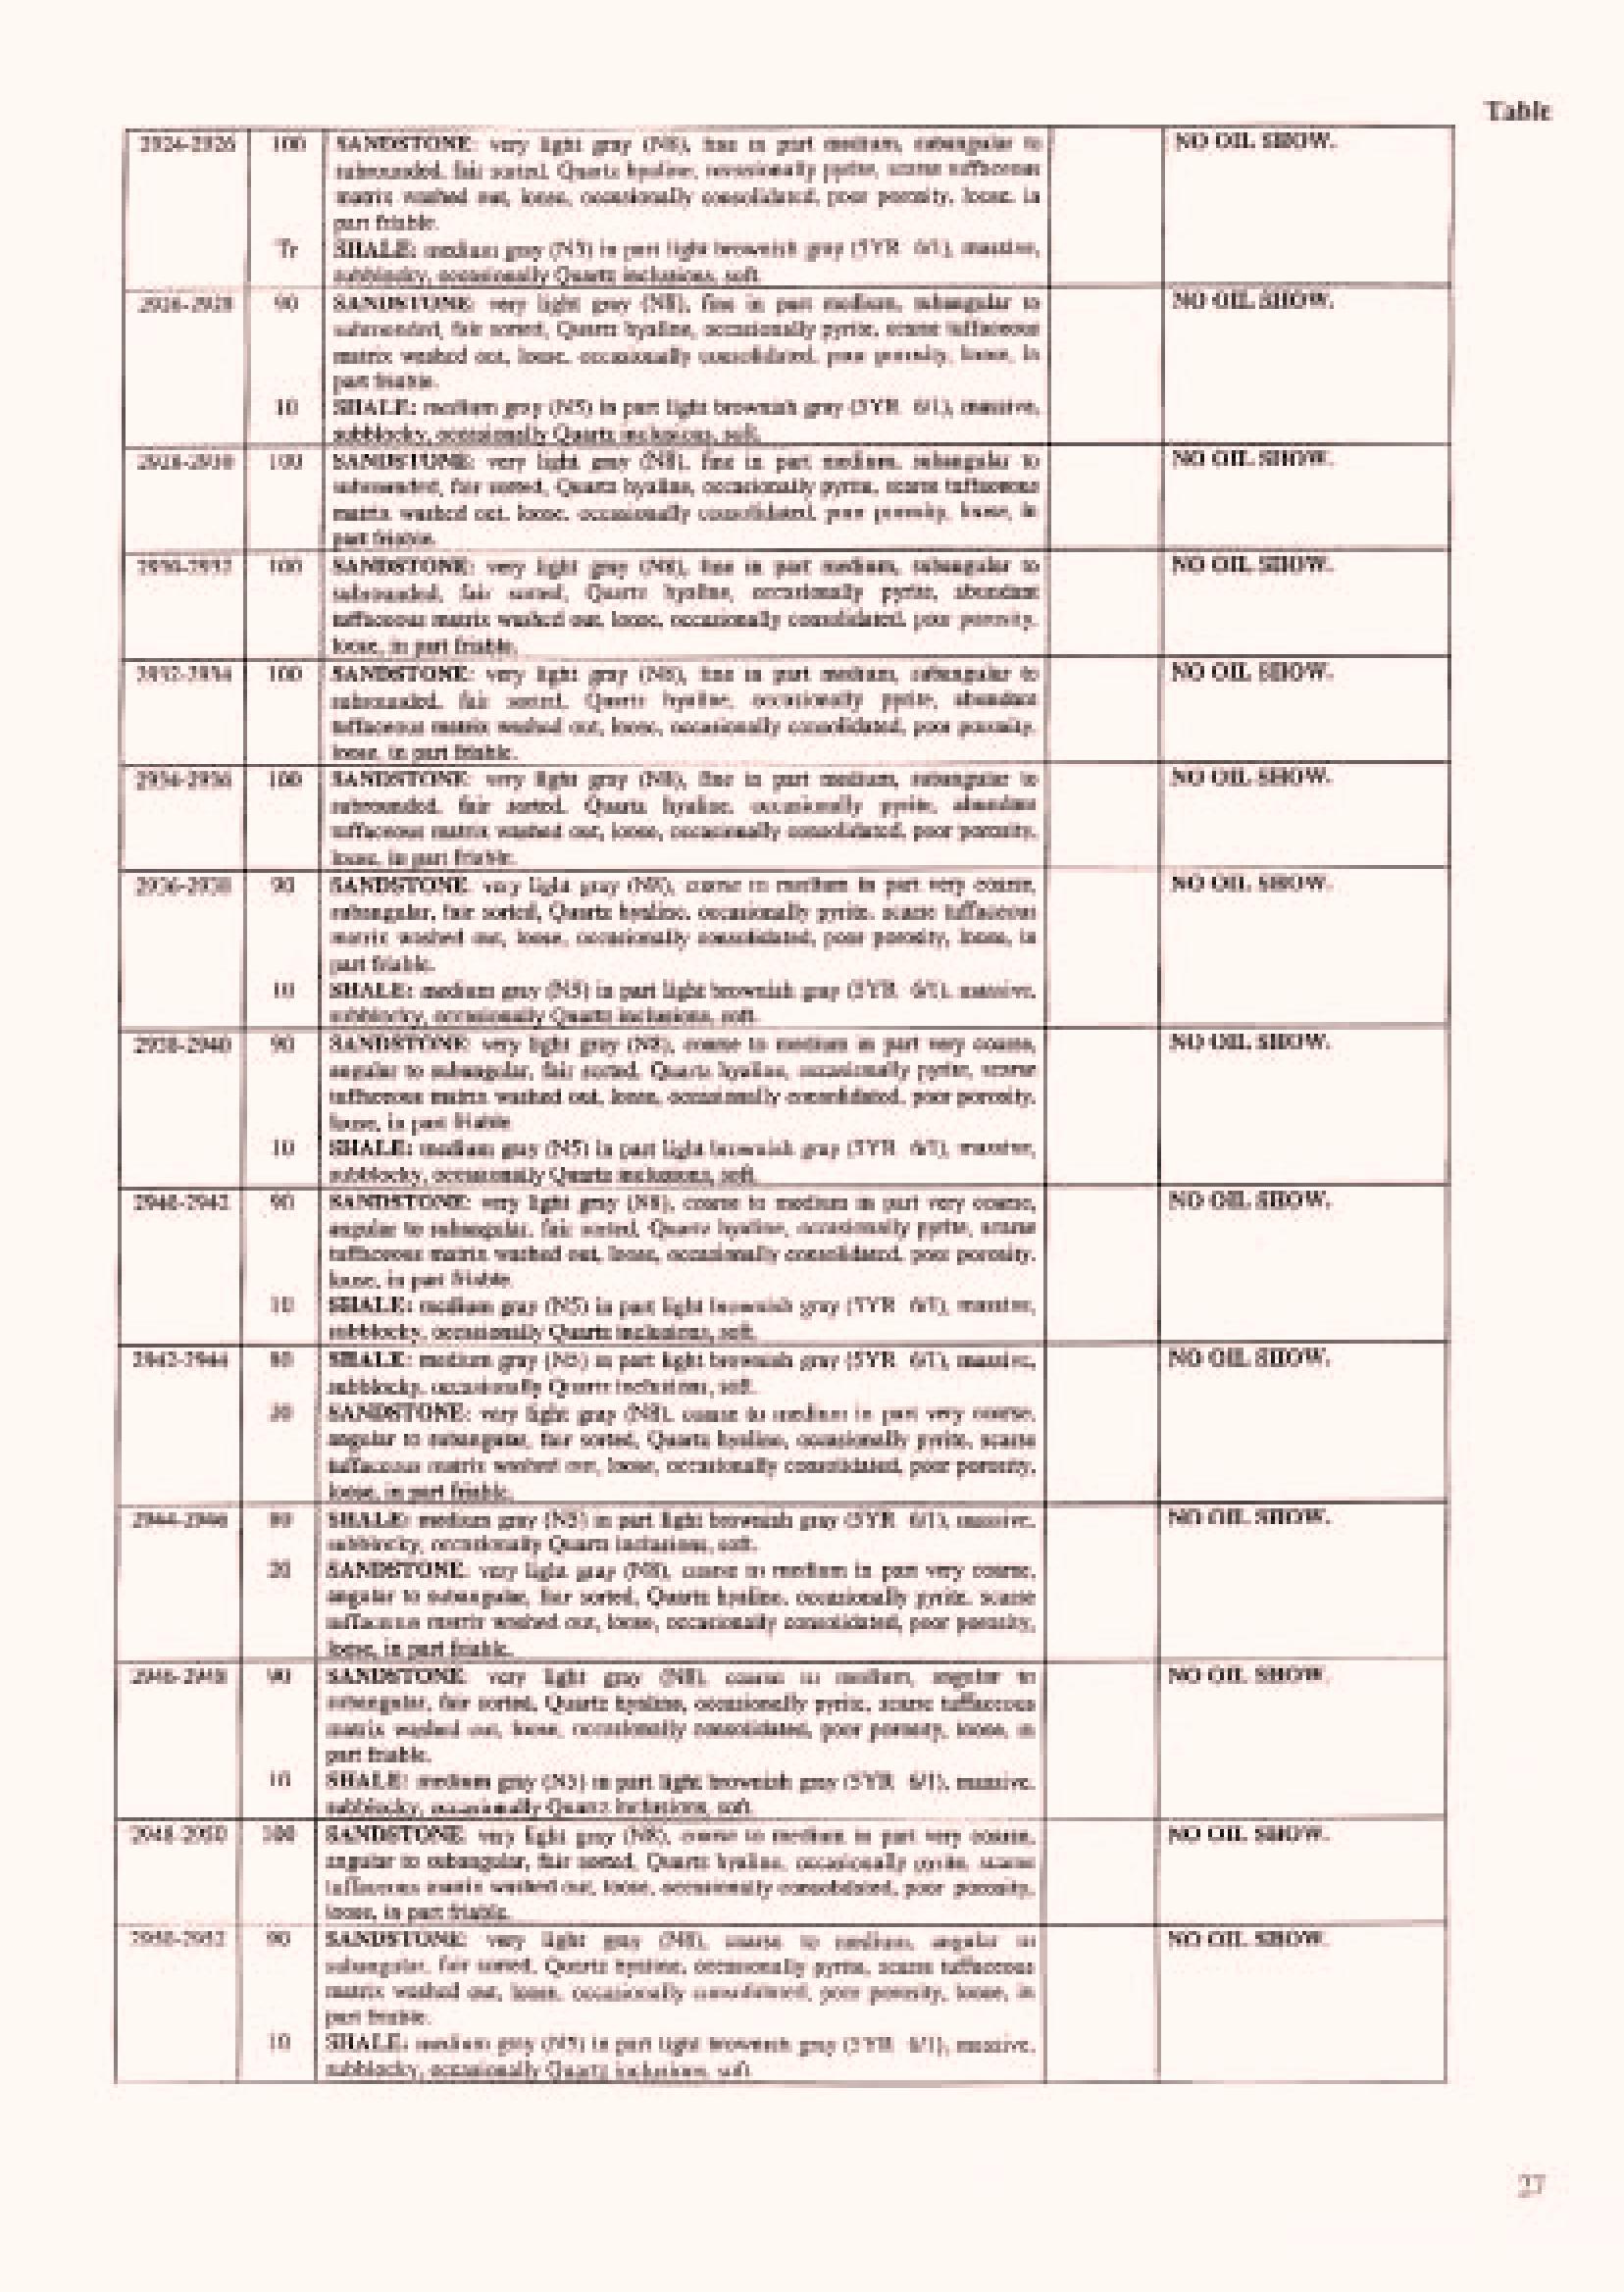 Table
2924-2926 100 SANDSTONE: very light gray (N8), fine in part medium, subangular to NO OIL SHOW.
subrounded, fair sorted, Quartz hyaline, occasionally pyrite, scarse tuffaceous
matrix washed out, loose, occasionally consolidated, poor porosity, loose, in
part friable.
Tr SHALE: medium gray (N5) in part light brownish gray (5YR 6/1), massive,
subblocky, occasionally Quartz inclusions, soft.
2926-2928 90 SANDSTONE: very light gray (N8), fine in part medium, subangular to NO OIL SHOW.
subrounded, fair sorted, Quartz hyaline, occasionally pyrite, scarse tuffaceous
matrix washed out, loose, occasionally consolidated, poor porosity, loose, in
part friable.
10 SHALE: medium gray (N5) in part light brownish gray (5YR 6/1), massive,
subblocky, occasionally Quartz inclusions, soft.
2928-2930 100 SANDSTONE: very light gray (N8), fine in part medium, subangular to NO OIL SHOW.
subrounded, fair sorted, Quartz hyaline, occasionally pyrite, scarse tuffaceous
matrix washed out, loose, occasionally consolidated, poor porosity, loose, in
part friable.
2930-2932 100 SANDSTONE: very light gray (N8), fine in part medium, subangular to NO OIL SHOW.
subrounded, fair sorted, Quartz hyaline, occasionally pyrite, abundant
tuffaceous matrix washed out, loose, occasionally consolidated, poor porosity,
loose, in part friable.
2932-2934 100 SANDSTONE: very light gray (N8), fine in part medium, subangular to NO OIL SHOW.
subrounded, fair sorted, Quartz hyaline, occasionally pyrite, abundant
tuffaceous matrix washed out, loose, occasionally consolidated, poor porosity,
loose, in part friable.
2934-2936 100 SANDSTONE: very light gray (N8), fine in part medium, subangular to NO OIL SHOW.
subrounded, fair sorted, Quartz hyaline, occasionally pyrite, abundant
tuffaceous matrix washed out, loose, occasionally consolidated, poor porosity,
loose, in part friable.
2936-2938 90 SANDSTONE: very light gray (N8), coarse to medium in part very coarse, NO OIL SHOW.
subangular, fair sorted, Quartz hyaline, occasionally pyrite, scarse tuffaceous
matrix washed out, loose, occasionally consolidated, poor porosity, loose, in
part friable.
10 SHALE: medium gray (N5) in part light brownish gray (5YR 6/1), massive,
subblocky, occasionally Quartz inclusions, soft.
2938-2940 90 SANDSTONE: very light gray (N8), coarse to medium in part very coarse, NO OIL SHOW.
angular to subangular, fair sorted, Quartz hyaline, occasionally pyrite, scarse
tuffaceous matrix washed out, loose, occasionally consolidated, poor porosity,
loose, in part friable.
10 SHALE: medium gray (N5) in part light brownish gray (5YR 6/1), massive,
subblocky, occasionally Quartz inclusions, soft.
2940-2942 90 SANDSTONE: very light gray (N8), coarse to medium in part very coarse, NO OIL SHOW.
angular to subangular, fair sorted, Quartz hyaline, occasionally pyrite, scarse
tuffaceous matrix washed out, loose, occasionally consolidated, poor porosity,
loose, in part friable.
10 SHALE: medium gray (N5) in part light brownish gray (5YR 6/1), massive,
subblocky, occasionally Quartz inclusions, soft.
2942-2944 80 SHALE: medium gray (N5) in part light brownish gray (5YR 6/1), massive, NO OIL SHOW.
subblocky, occasionally Quartz inclusions, soft.
20 SANDSTONE: very light gray (N8), coarse to medium in part very coarse,
angular to subangular, fair sorted, Quartz hyaline, occasionally pyrite, scarse
tuffaceous matrix washed out, loose, occasionally consolidated, poor porosity,
loose, in part friable.
2944-2946 80 SHALE: medium gray (N5) in part light brownish gray (5YR 6/1), massive, NO OIL SHOW.
subblocky, occasionally Quartz inclusions, soft.
20 SANDSTONE: very light gray (N8), coarse to medium in part very coarse,
angular to subangular, fair sorted, Quartz hyaline, occasionally pyrite, scarse
tuffaceous matrix washed out, loose, occasionally consolidated, poor porosity,
loose, in part friable.
2946-2948 90 SANDSTONE: very light gray (N8), coarse to medium, angular to NO OIL SHOW.
subangular, fair sorted, Quartz hyaline, occasionally pyrite, scarse tuffaceous
matrix washed out, loose, occasionally consolidated, poor porosity, loose, in
part friable.
10 SHALE: medium gray (N5) in part light brownish gray (5YR 6/1), massive,
subblocky, occasionally Quartz inclusions, soft.
2948-2950 100 SANDSTONE: very light gray (N8), coarse to medium in part very coarse, NO OIL SHOW.
angular to subangular, fair sorted, Quartz hyaline, occasionally pyrite, scarse
tuffaceous matrix washed out, loose, occasionally consolidated, poor porosity,
loose, in part friable.
2950-2952 90 SANDSTONE: very light gray (N8), coarse to medium, angular to NO OIL SHOW.
subangular, fair sorted, Quartz hyaline, occasionally pyrite, scarse tuffaceous
matrix washed out, loose, occasionally consolidated, poor porosity, loose, in
part friable.
10 SHALE: medium gray (N5) in part light brownish gray (5YR 6/1), massive,
subblocky, occasionally Quartz inclusions, soft.
27